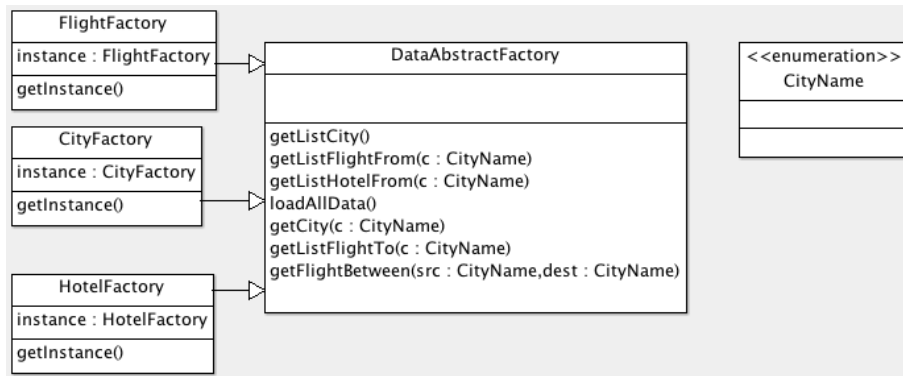 FlightFactory
instance : FlightFactory
getInstance()
CityFactory
instance : CityFactory
getInstance()
HotelFactory
instance : HotelFactory
getInstance()
DataAbstractFactory
getListCity()
getListFlightFrom(c : CityName)
getListHotelFrom(c : CityName)
loadAllData()
getCity(c : CityName)
getListFlightTo(c : CityName)
getFlightBetween(src : CityName,dest : CityName)
<<enumeration>>
CityName